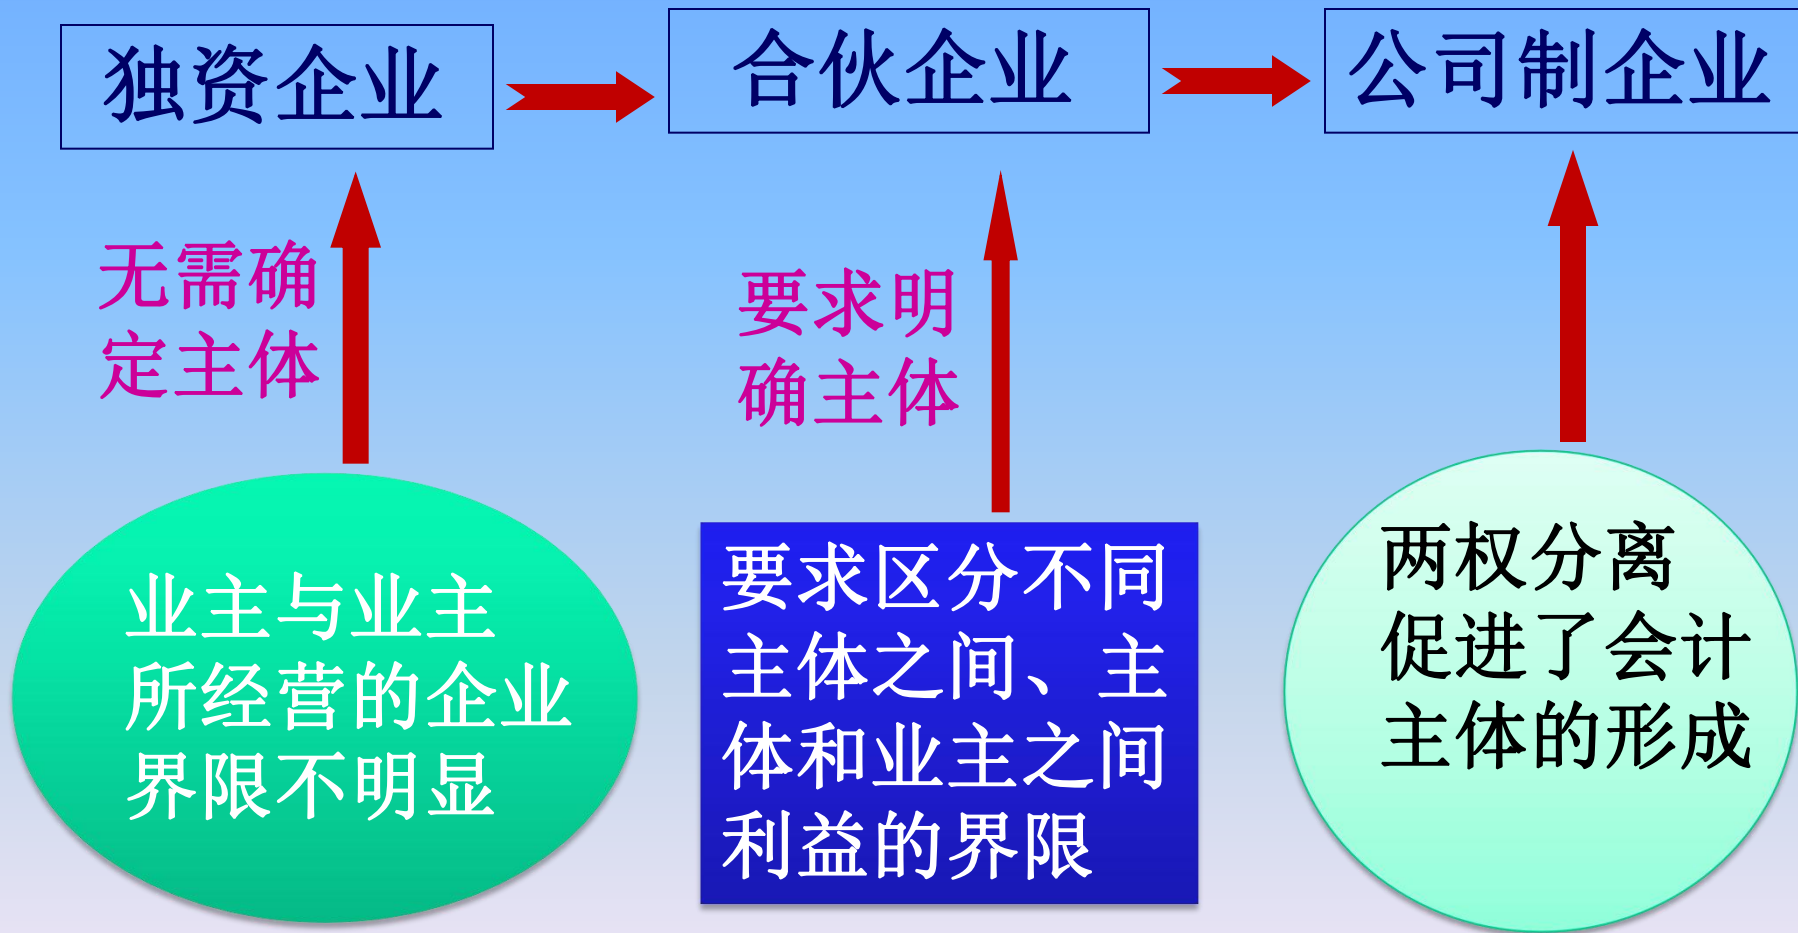 独资企业
合伙企业
公司制企业
无需确
定主体
要求明
确主体
业主与业主
所经营的企业
界限不明显
要求区分不同
主体之间、主
体和业主之间
利益的界限
两权分离
促进了会计
主体的形成